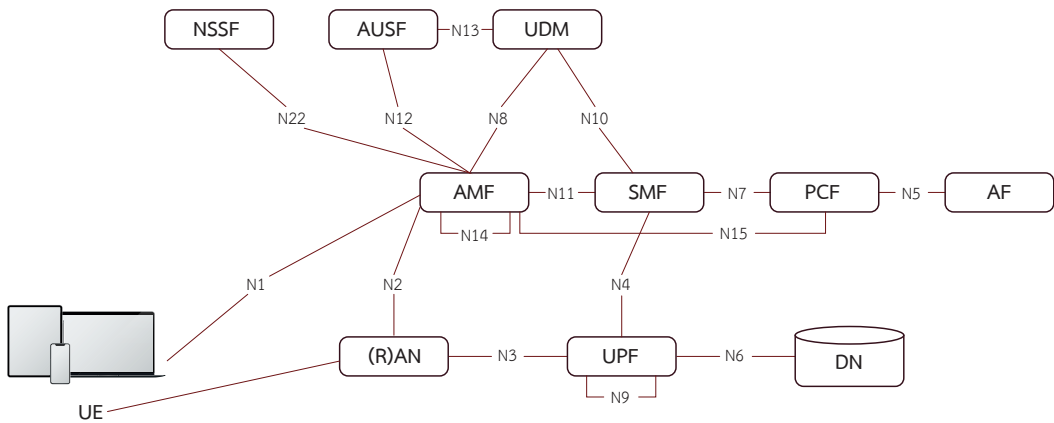 NSSF
AUSF
N13
UDM
N22
N12
N8
N10
AMF
N11
SMF
N7
PCF
N5
AF
N14
N15
N1
N2
N4
(R)AN
N3
UPF
N6
DN
N9
UE